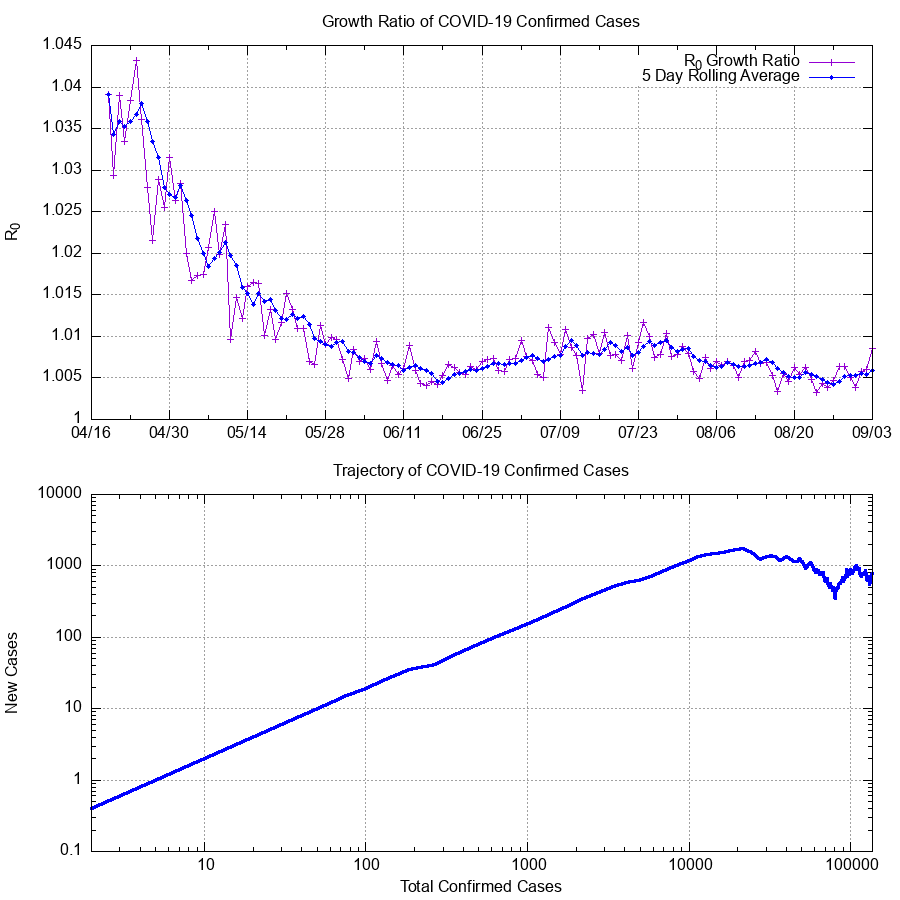 Growth Ratio of COVID-19 Confirmed Cases
1.045
1.04
1.035
1.03
1.025
1.02
1.015
1.01
1.005
1
R0
R0 Growth Ratio
5 Day Rolling Average
04/16 04/30 05/14 05/28 06/11 06/25 07/09 07/23 08/06 08/20 09/03
Trajectory of COVID-19 Confirmed Cases
10000
1000
100
10
1
0.1
New Cases
10 100 1000 10000 100000
Total Confirmed Cases